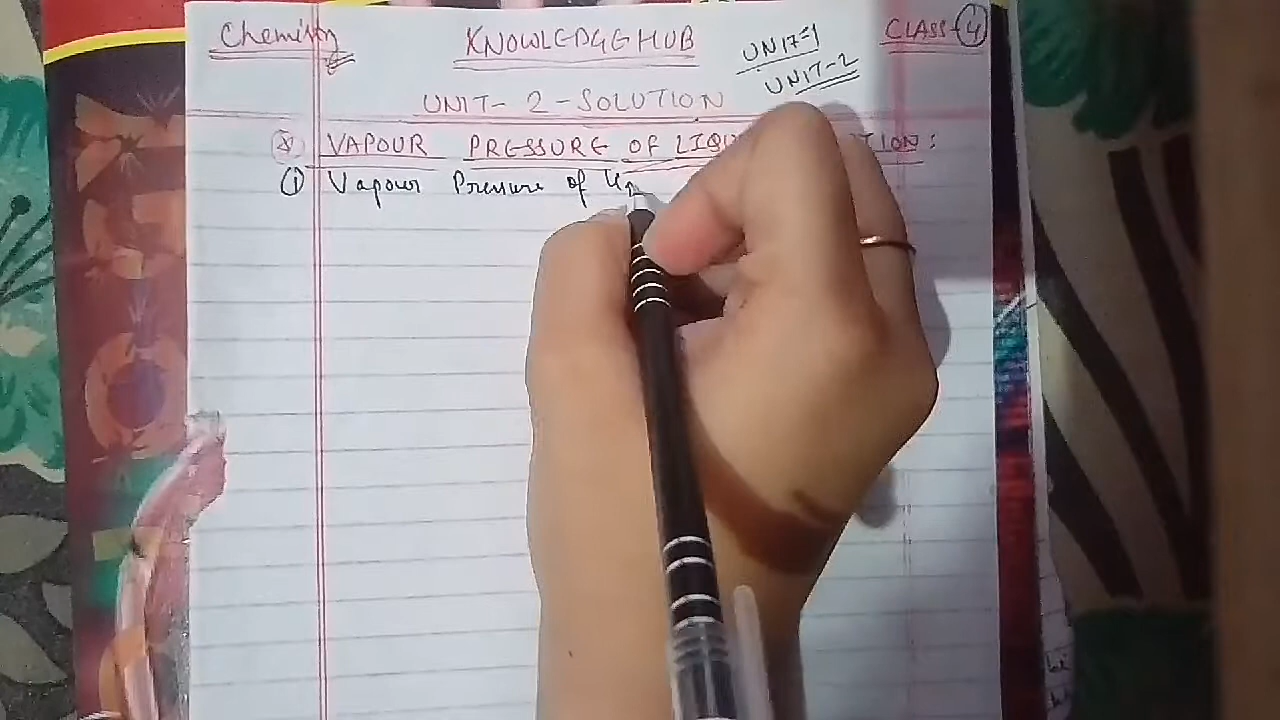 Chemistry KNOWLEDGE HUB UNIT-1 CLASS-4
UNIT-2
UNIT-2-SOLUTION
VAPOUR PRESSURE OF LIQU TION:
① Vapour Pressure of